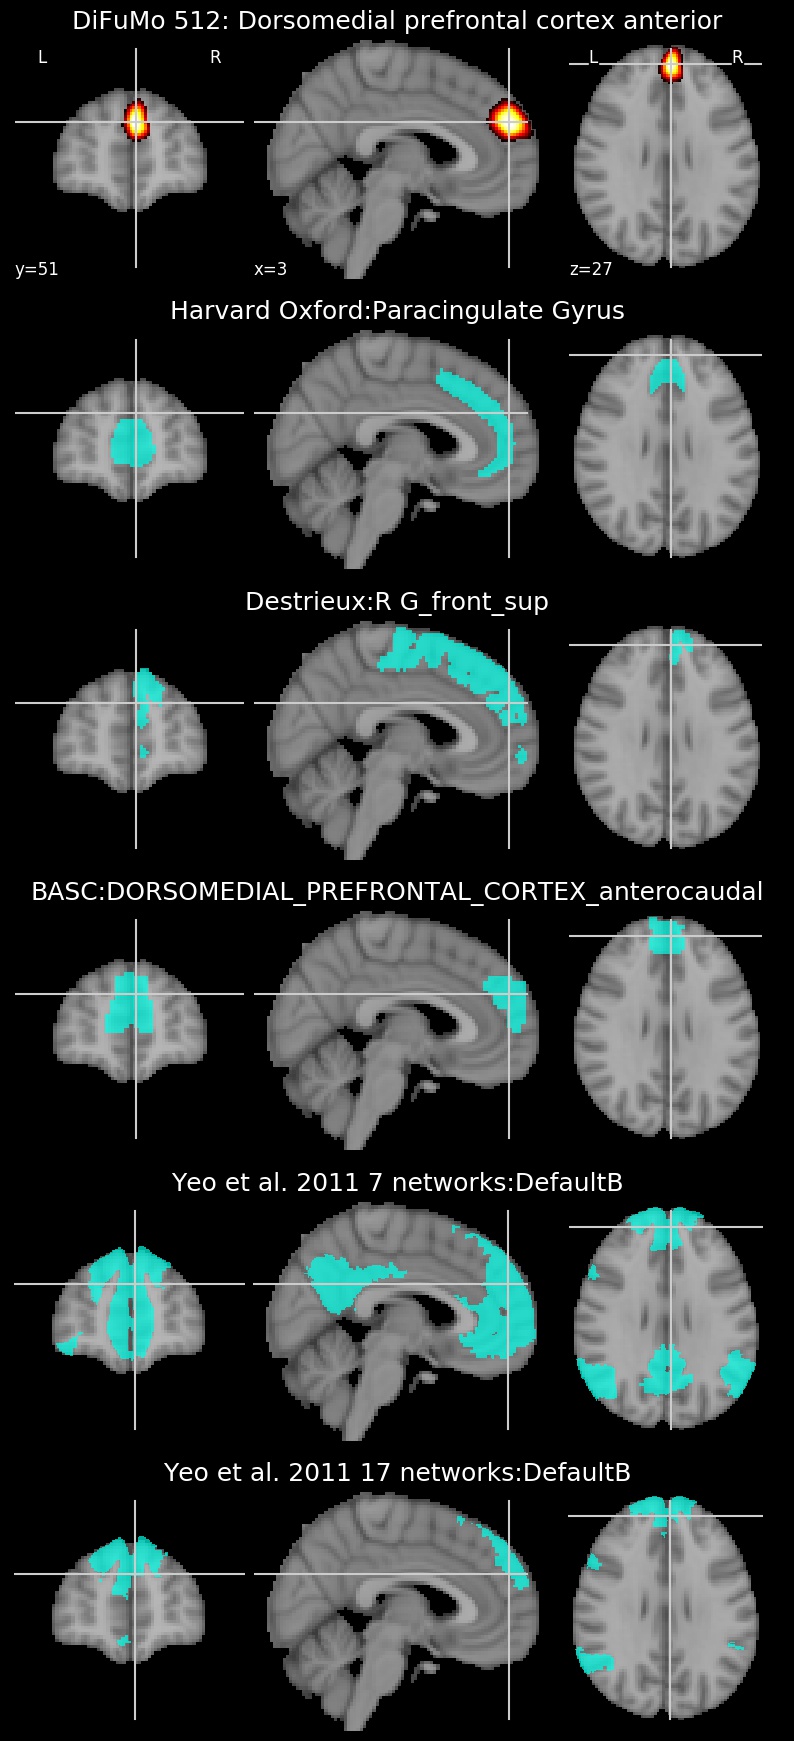 DiFuMo 512: Dorsomedial prefrontal cortex anterior
L R L R
y=51 x=3 z=27
Harvard Oxford:Paracingulate Gyrus
Destrieux:R G_front_sup
BASC:DORSOMEDIAL_PREFRONTAL_CORTEX_anterocaudal
Yeo et al. 2011 7 networks:DefaultB
Yeo et al. 2011 17 networks:DefaultB